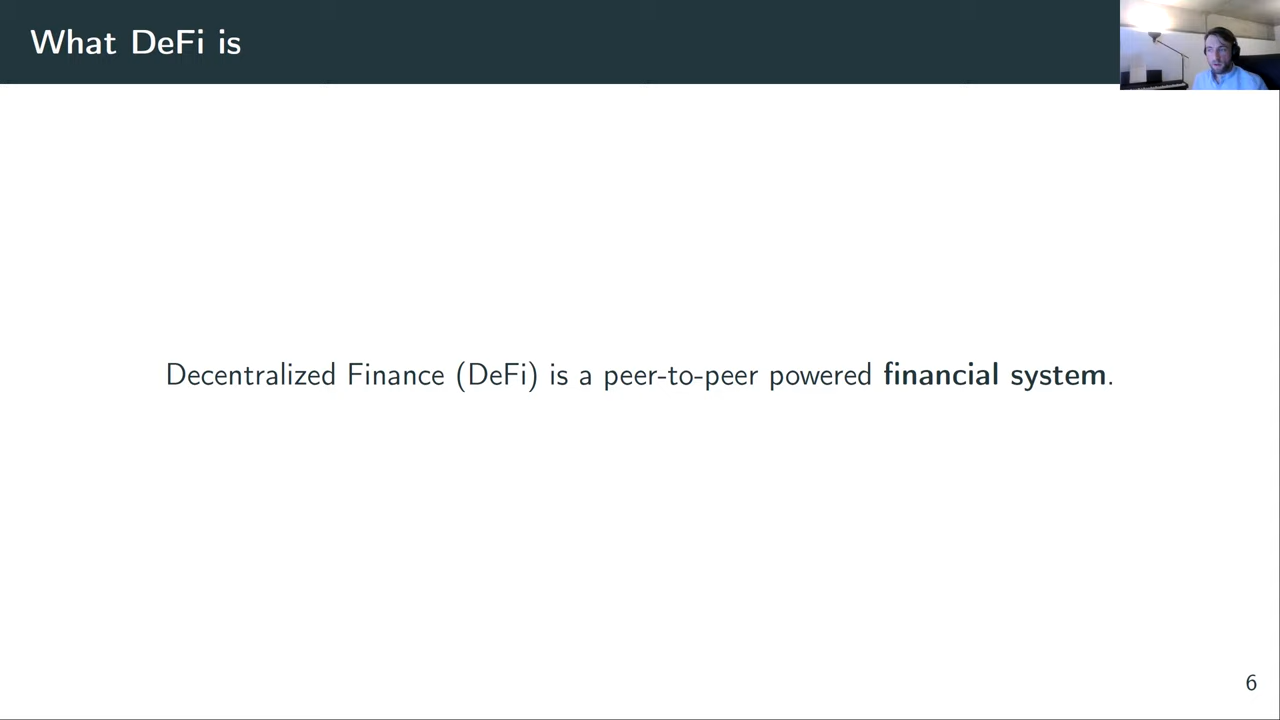 What DeFi is
Decentralized Finance (DeFi) is a peer-to-peer powered financial system.
6